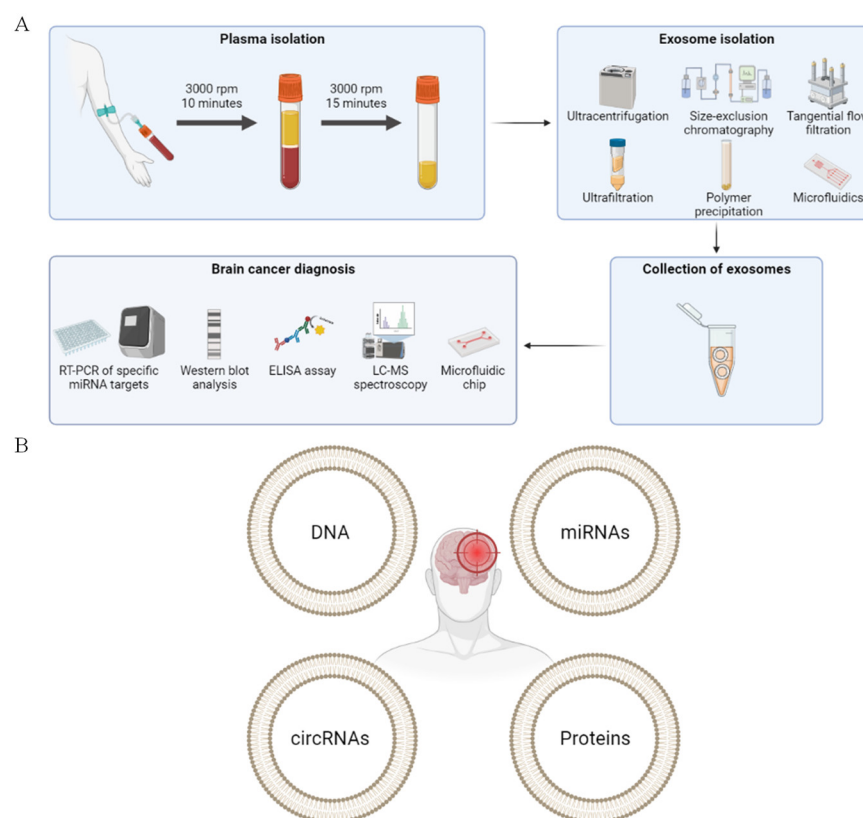 A
Plasma isolation
3000 rpm
10 minutes
3000 rpm
15 minutes
Exosome isolation
Ultracentrifugation
Size-exclusion
chromatography
Tangential flow
filtration
Ultrafiltration
Polymer
precipitation
Microfluidics
Brain cancer diagnosis
RT-PCR of specific
miRNA targets
Western blot
analysis
ELISA assay
LC-MS
spectroscopy
Microfluidic
chip
Collection of exosomes
B
DNA
miRNAs
circRNAs
Proteins